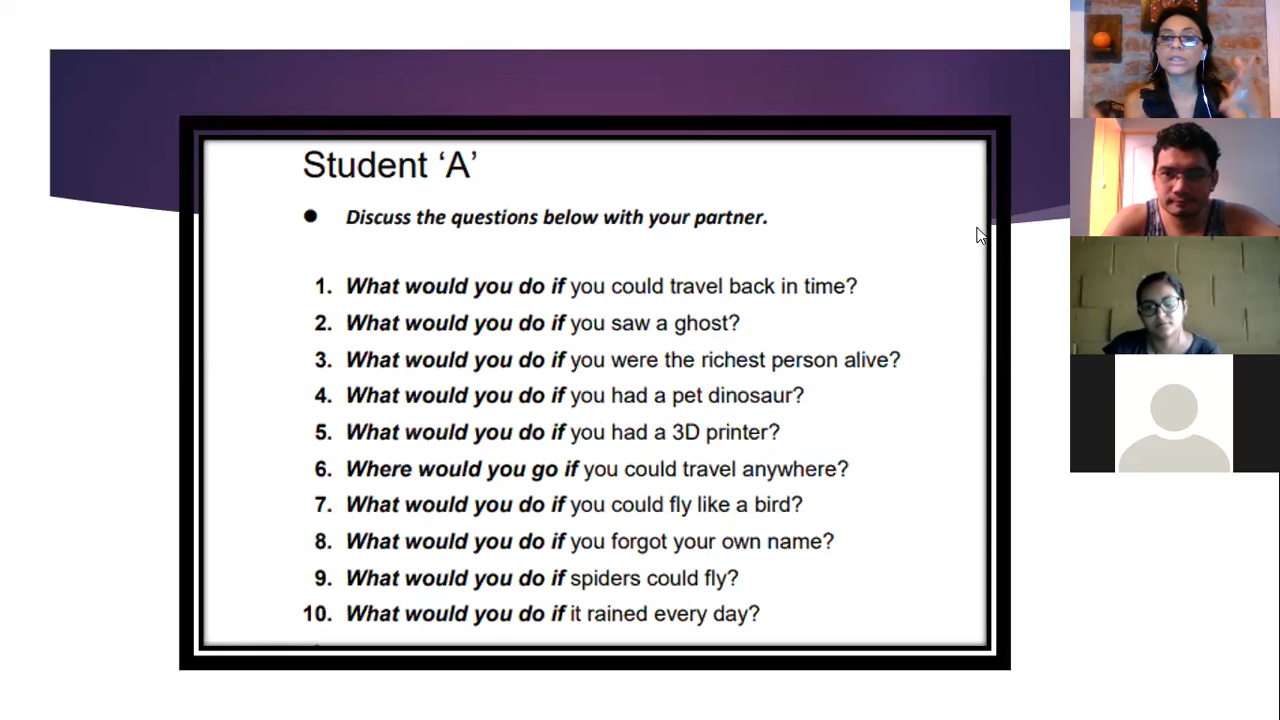 Student ‘A’
● Discuss the questions below with your partner.
1. What would you do if you could travel back in time?
2. What would you do if you saw a ghost?
3. What would you do if you were the richest person alive?
4. What would you do if you had a pet dinosaur?
5. What would you do if you had a 3D printer?
6. Where would you go if you could travel anywhere?
7. What would you do if you could fly like a bird?
8. What would you do if you forgot your own name?
9. What would you do if spiders could fly?
10. What would you do if it rained every day?